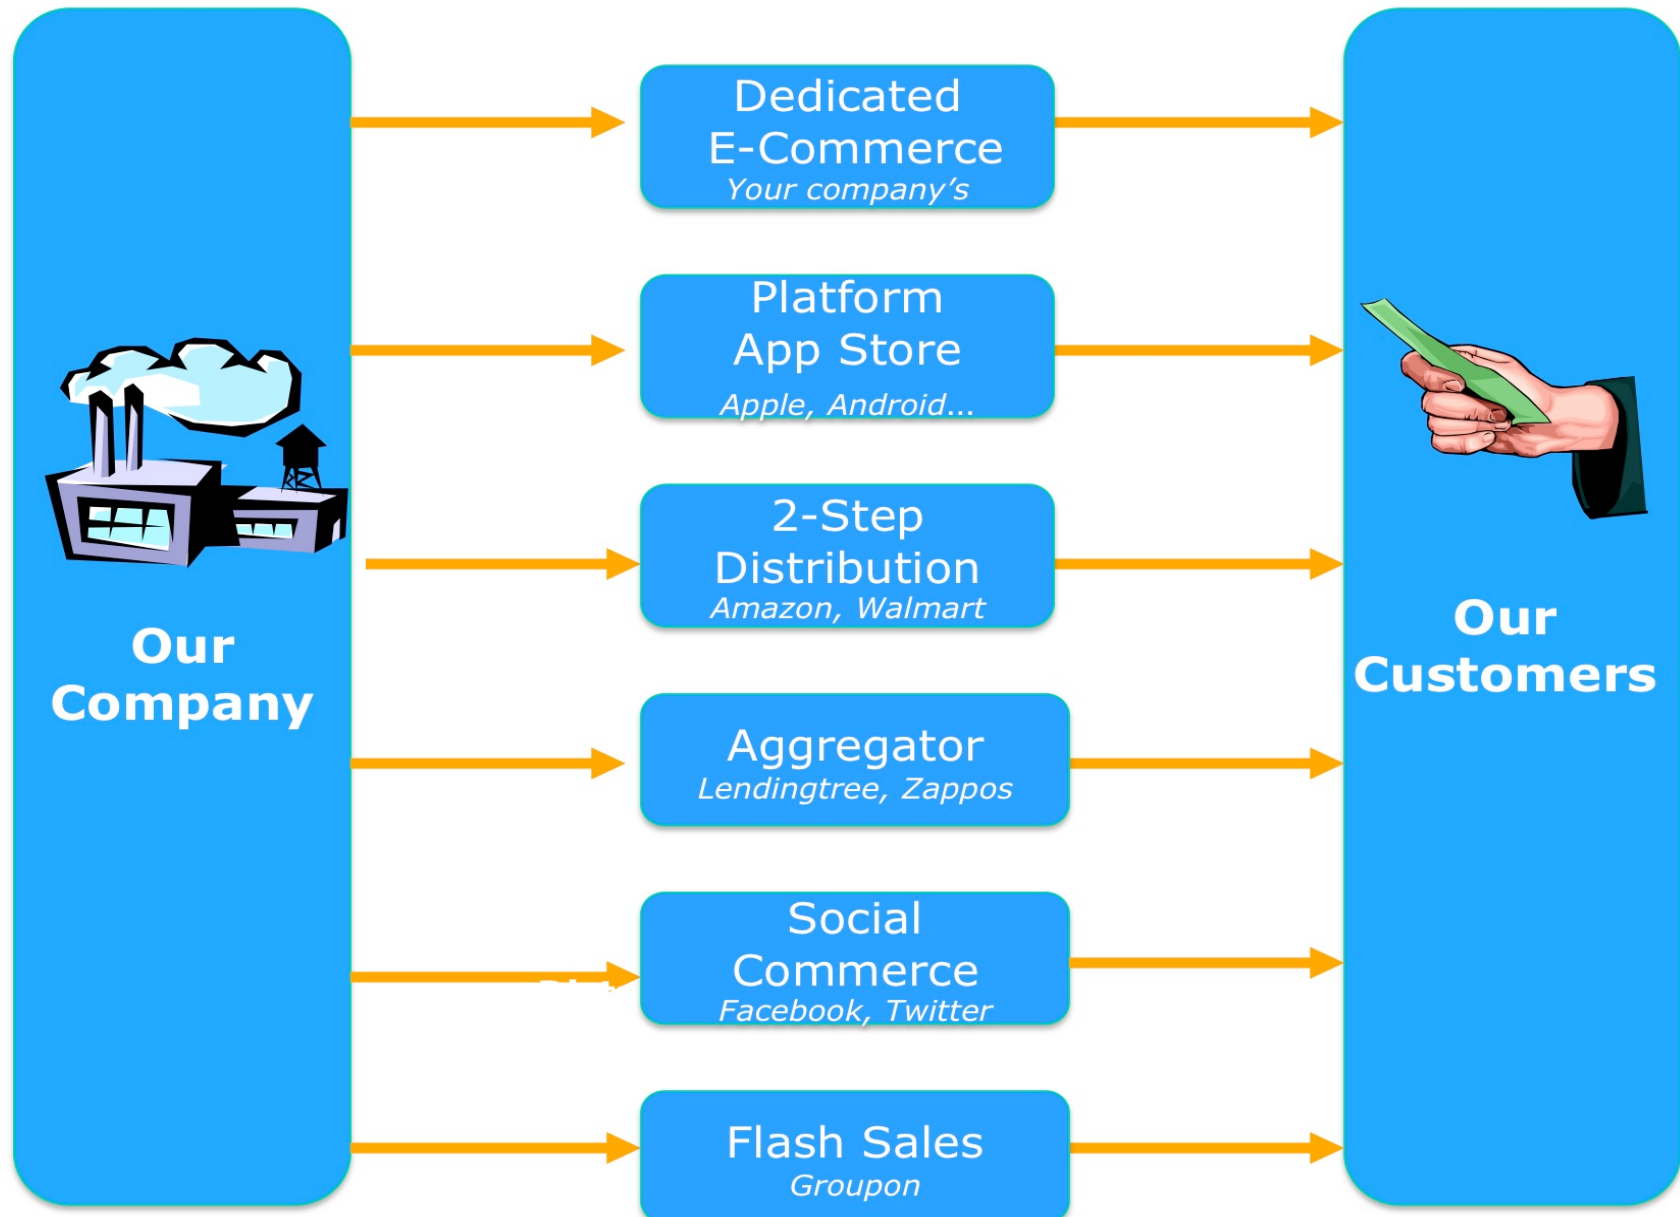 Dedicated
E-Commerce
Your company's
Platform
App Store
Apple, Android...
2-Step
Distribution
Amazon, Walmart
Our
Company
Our
Customers
Aggregator
Lendingtree, Zappos
Social
Commerce
Facebook, Twitter
Flash Sales
Groupon